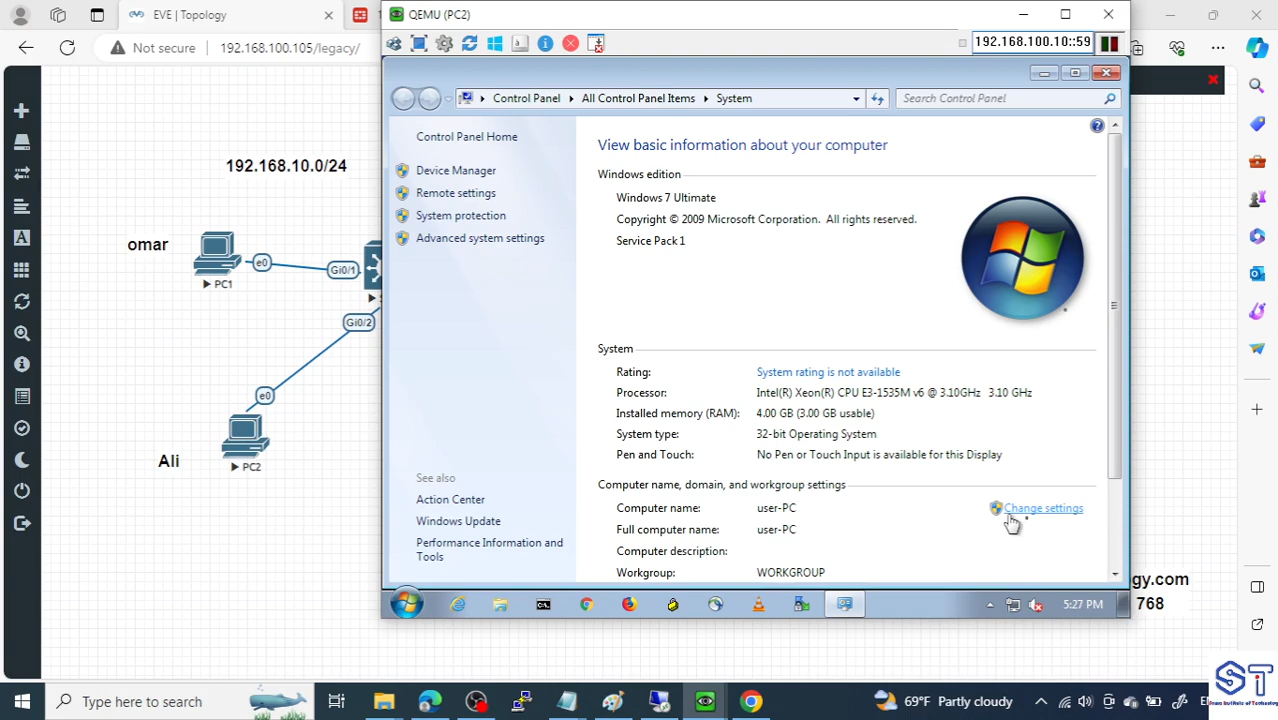 EVE | Topology
QEMU (PC2)
Not secure
192.168.100.105/legacy/
192.168.100.10::59
Control Panel
All Control Panel Items
System
Search Control Panel
Control Panel Home
Device Manager
Remote settings
System protection
Advanced system settings
See also
Action Center
Windows Update
Performance Information and
Tools
View basic information about your computer
Windows edition
Windows 7 Ultimate
Copyright © 2009 Microsoft Corporation. All rights reserved.
Service Pack 1
System
Rating: System rating is not available
Processor: Intel(R) Xeon(R) CPU E3-1535M v6 @ 3.10GHz 3.10 GHz
Installed memory (RAM): 4.00 GB (3.00 GB usable)
System type: 32-bit Operating System
Pen and Touch: No Pen or Touch Input is available for this Display
Computer name, domain, and workgroup settings
Computer name: user-PC
Change settings
Full computer name: user-PC
Computer description:
Workgroup: WORKGROUP
5:27 PM
192.168.10.0/24
omar
e0
Gi0/1
PC1
Gi0/2
e0
Ali
PC2
gy.com
768
Type here to search
69°F Partly cloudy
ST